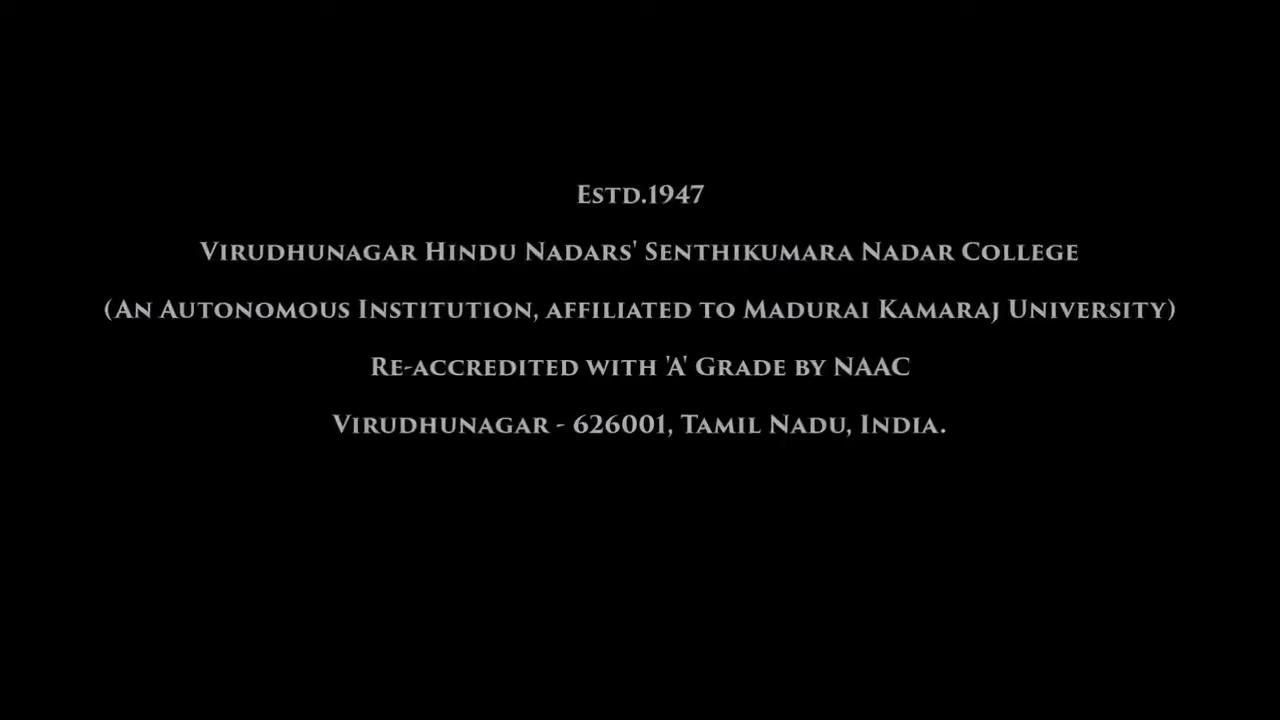 Estd.1947
Virudhunagar Hindu Nadars' Senthikumara Nadar College
(An Autonomous Institution, affiliated to Madurai Kamaraj University)
Re-accredited with 'A' Grade by NAAC
Virudhunagar - 626001, Tamil Nadu, India.